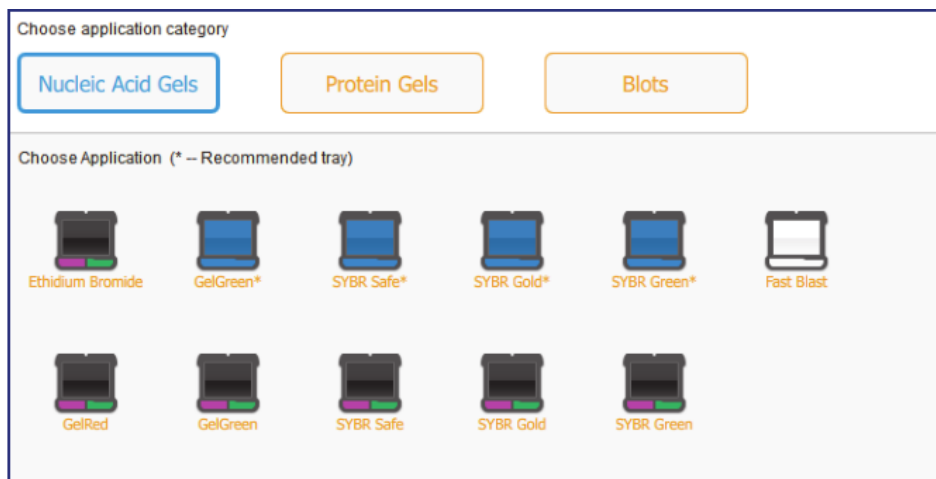 Choose application category
Nucleic Acid Gels Protein Gels Blots
Choose Application (* -- Recommended tray)
Ethidium Bromide GelGreen* SYBR Safe* SYBR Gold* SYBR Green* Fast Blast
GelRed GelGreen SYBR Safe SYBR Gold SYBR Green